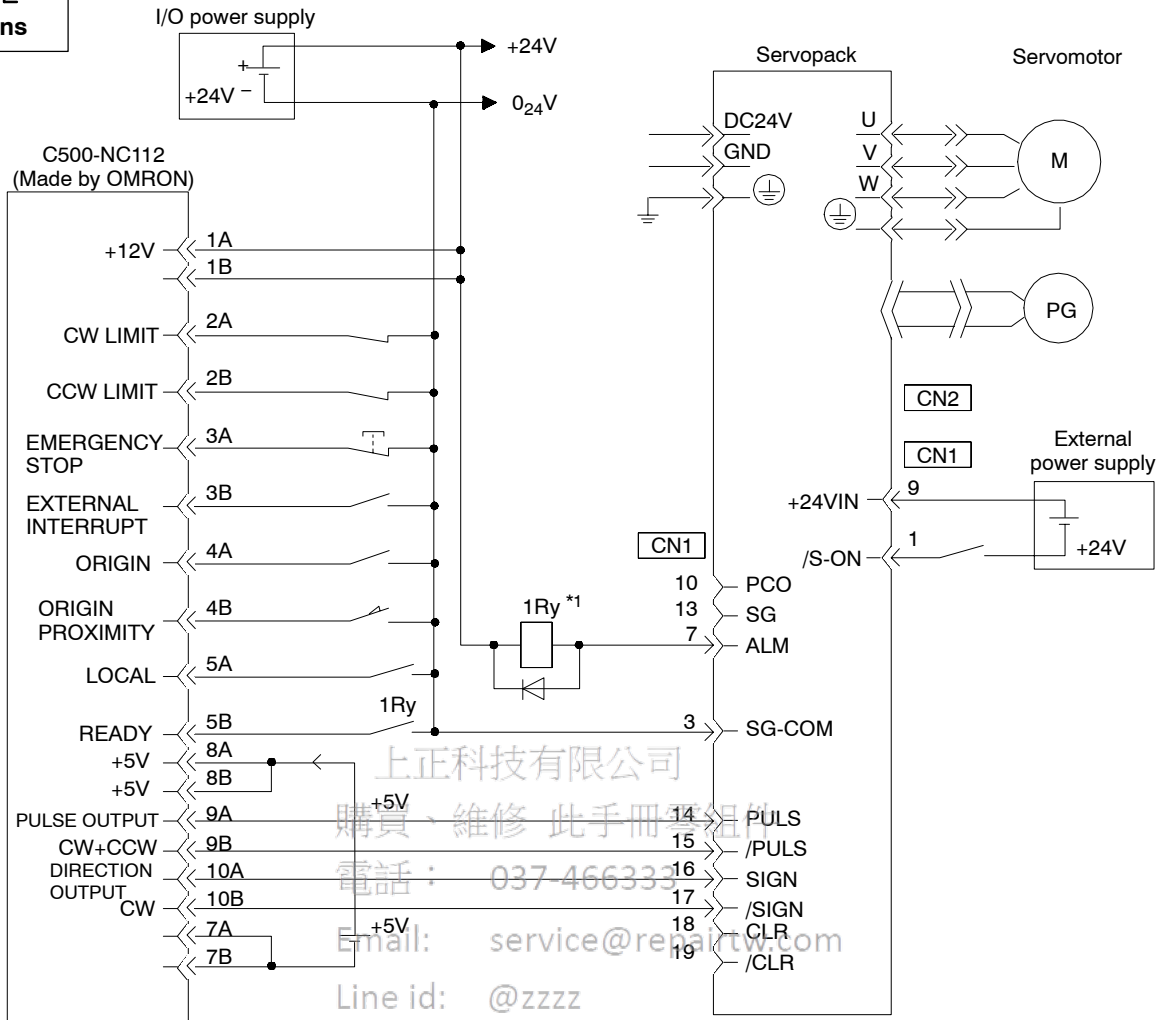 ns
I/O power supply
+
+24V –
+24V
024V
C500-NC112
(Made by OMRON)
+12V
1A
1B
CW LIMIT
2A
CCW LIMIT
2B
EMERGENCY
STOP
3A
EXTERNAL
INTERRUPT
3B
ORIGIN
4A
ORIGIN
PROXIMITY
4B
LOCAL
5A
READY
5B
1Ry
+5V
8A
+5V
8B
+5V
PULSE OUTPUT
9A
CW+CCW
9B
DIRECTION
OUTPUT
10A
CW
10B
7A
+5V
7B
Servopack
Servomotor
DC24V
GND
U
V
W
M
PG
CN2
CN1
External
power supply
+24VIN
9
/S-ON
1
+24V
CN1
10 PCO
13 SG
1Ry *1
7 ALM
3 SG-COM
14 PULS
15 /PULS
16 SIGN
17 /SIGN
18 CLR
19 /CLR
上正科技有限公司
購買、維修 此手冊零組件
電話： 037-466333
Email: service@repairtw.com
Line id: @zzzz